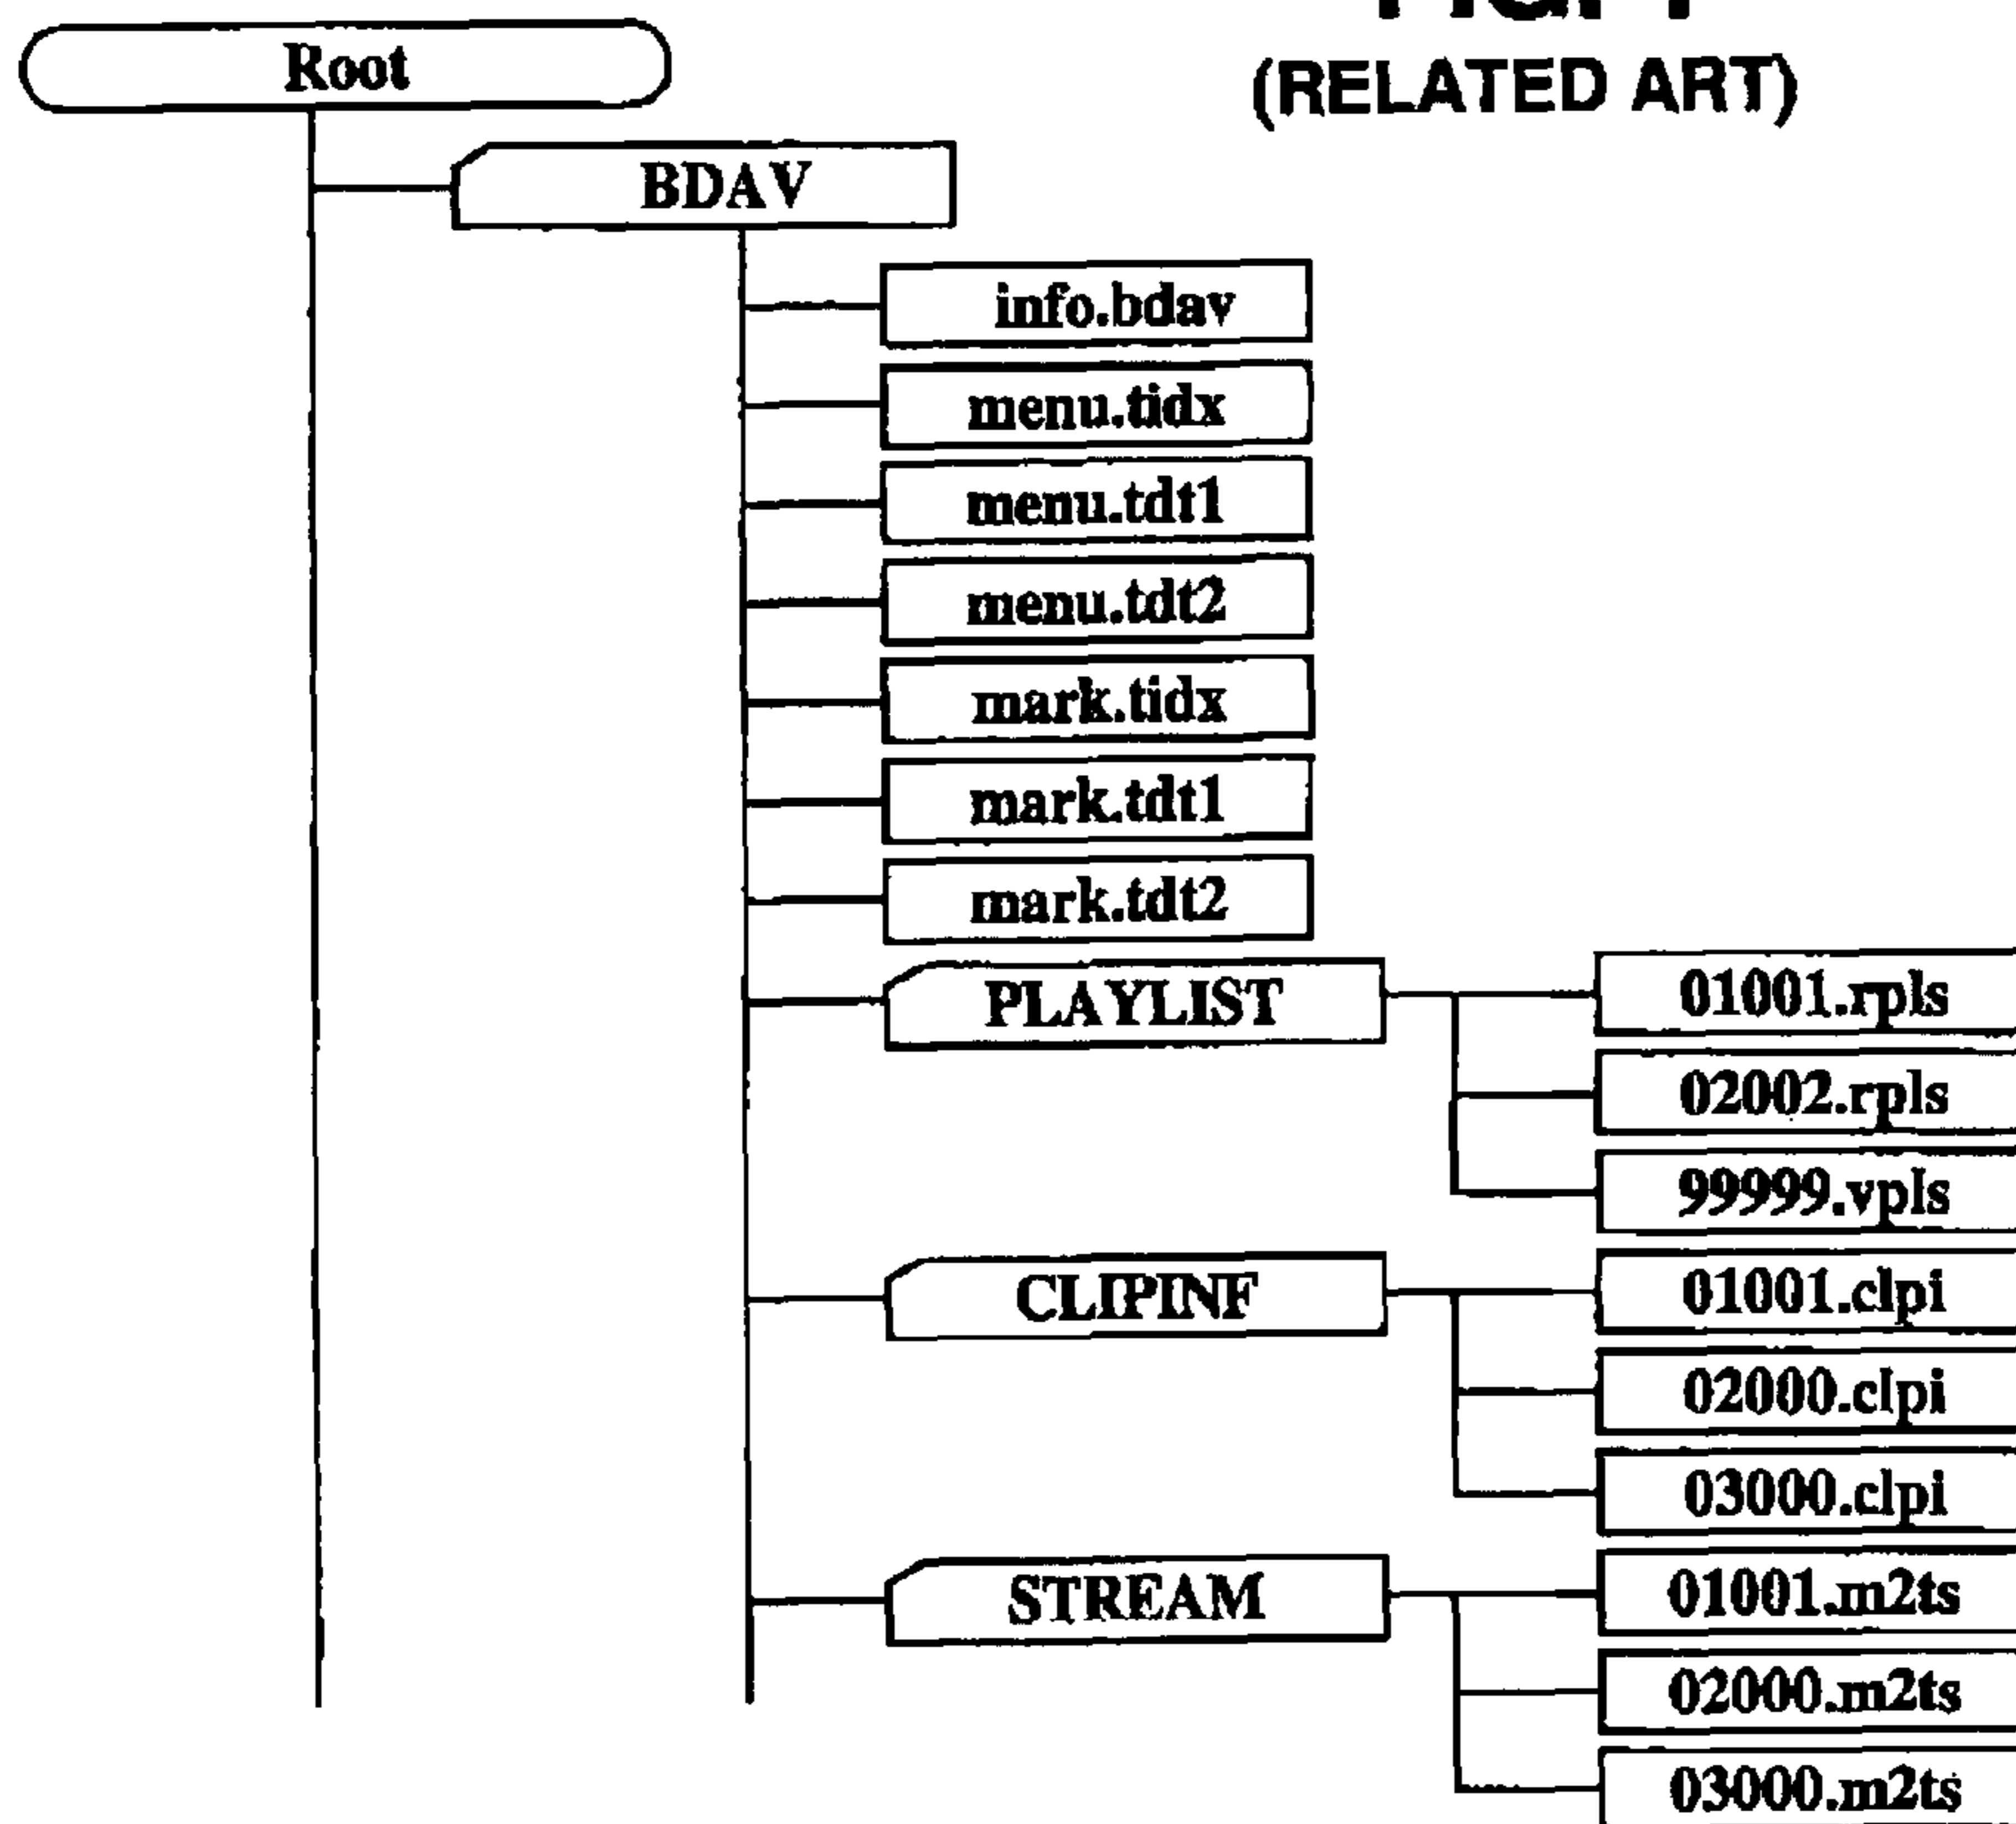 (RELATED ART)
Root
BDAV
info.bdav
menu.tidx
menu.tdt1
menu.tdt2
mark.tidx
mark.tdt1
mark.tdt2
PLAYLIST
01001.rpls
02002.rpls
99999.vpls
CLIPINF
01001.clpi
02000.clpi
03000.clpi
STREAM
01001.m2ts
02000.m2ts
03000.m2ts